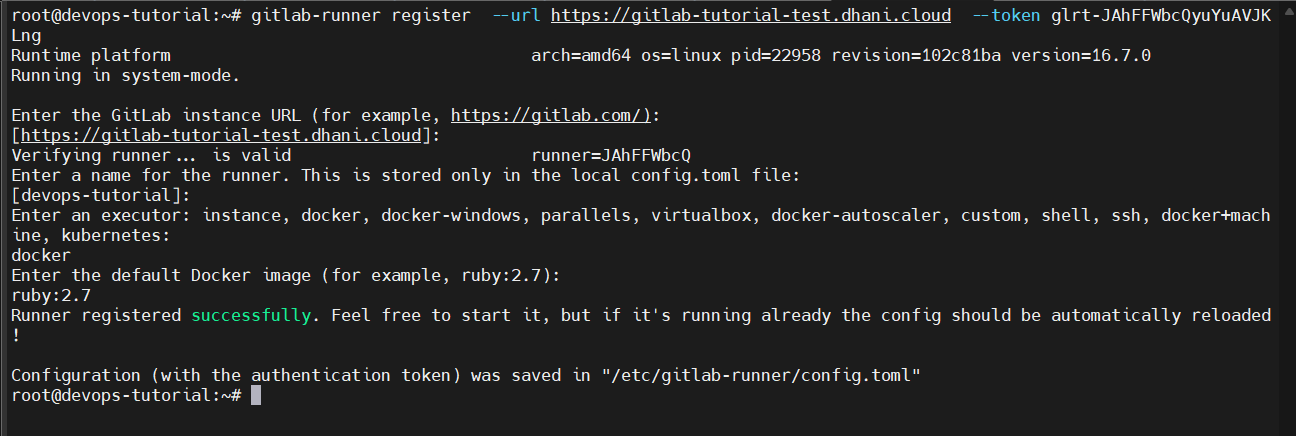 root@devops-tutorial:~# gitlab-runner register  --url https://gitlab-tutorial-test.dhani.cloud  --token glrt-JAhFFWbcQyuYuAVJK
Lng
Runtime platform                                    arch=amd64 os=linux pid=22958 revision=102c81ba version=16.7.0
Running in system-mode.

Enter the GitLab instance URL (for example, https://gitlab.com/):
[https://gitlab-tutorial-test.dhani.cloud]:
Verifying runner... is valid                        runner=JAhFFWbcQ
Enter a name for the runner. This is stored only in the local config.toml file:
[devops-tutorial]:
Enter an executor: instance, docker, docker-windows, parallels, virtualbox, docker-autoscaler, custom, shell, ssh, docker+mach
ine, kubernetes:
docker
Enter the default Docker image (for example, ruby:2.7):
ruby:2.7
Runner registered successfully. Feel free to start it, but if it's running already the config should be automatically reloaded
!

Configuration (with the authentication token) was saved in "/etc/gitlab-runner/config.toml"
root@devops-tutorial:~#